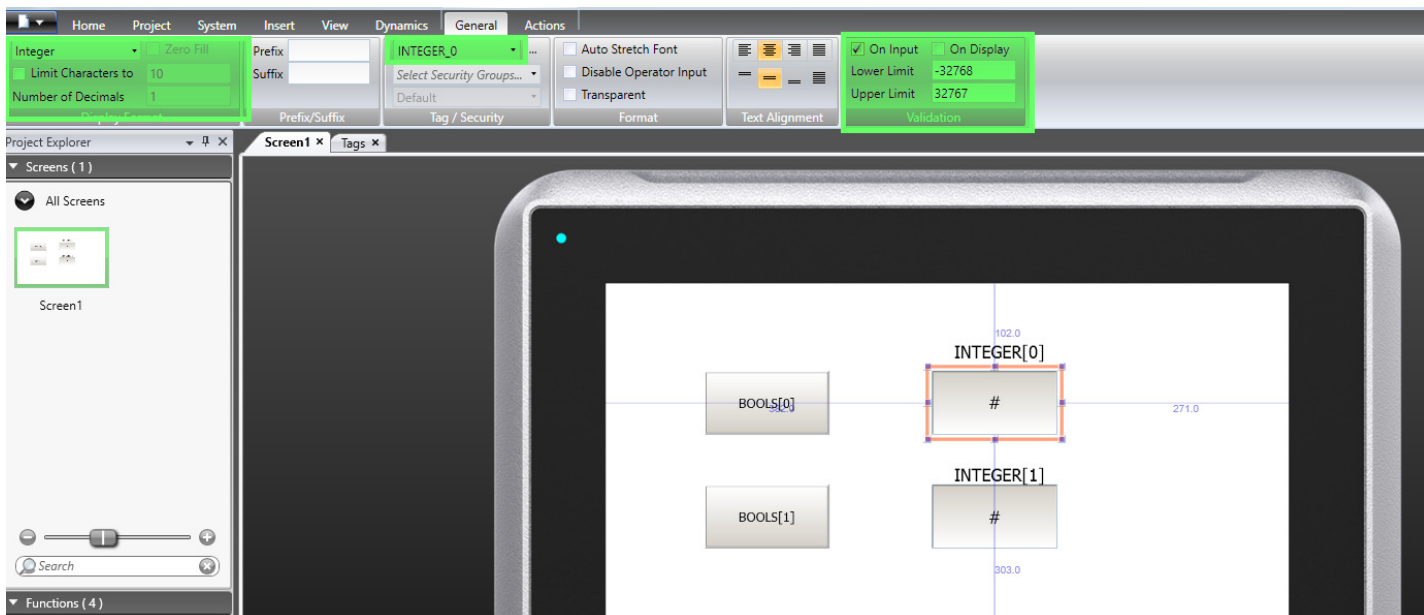 Home Project System Insert View Dynamics General Actions
Integer Zero Fill
Limit Characters to 10
Number of Decimals 1
Display Format
Prefix
Suffix
Prefix/Suffix
INTEGER_0 ...
Select Security Groups...
Default
Tag / Security
Auto Stretch Font
Disable Operator Input
Transparent
Format
Text Alignment
On Input On Display
Lower Limit -32768
Upper Limit 32767
Validation
Project Explorer
Screens ( 1 )
All Screens
Screen1
Search
Functions ( 4 )
Screen1 × Tags ×
102.0
INTEGER[0]
BOOLS[0]
#
271.0
INTEGER[1]
BOOLS[1]
#
303.0